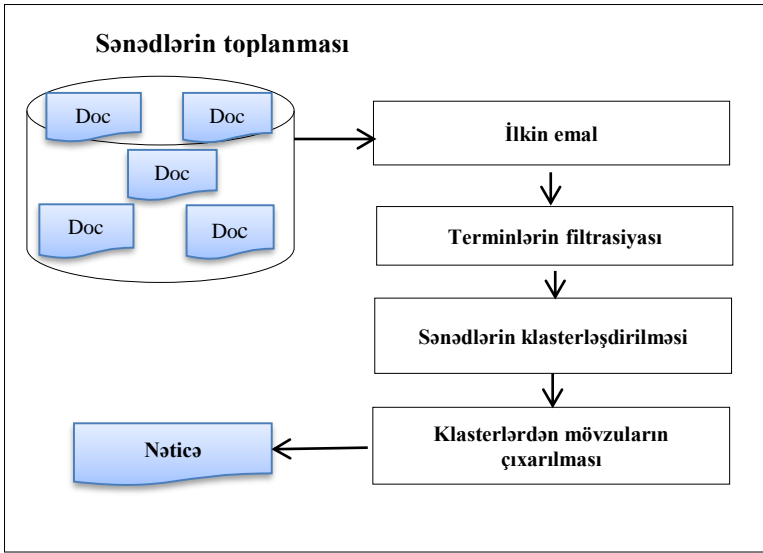 Sənədlərin toplanması
Doc
Doc
Doc
Doc
Doc
İlkin emal
Terminlərin filtrasiyası
Sənədlərin klasterləşdirilməsi
Klasterlərdən mövzuların
çıxarılması
Nəticə